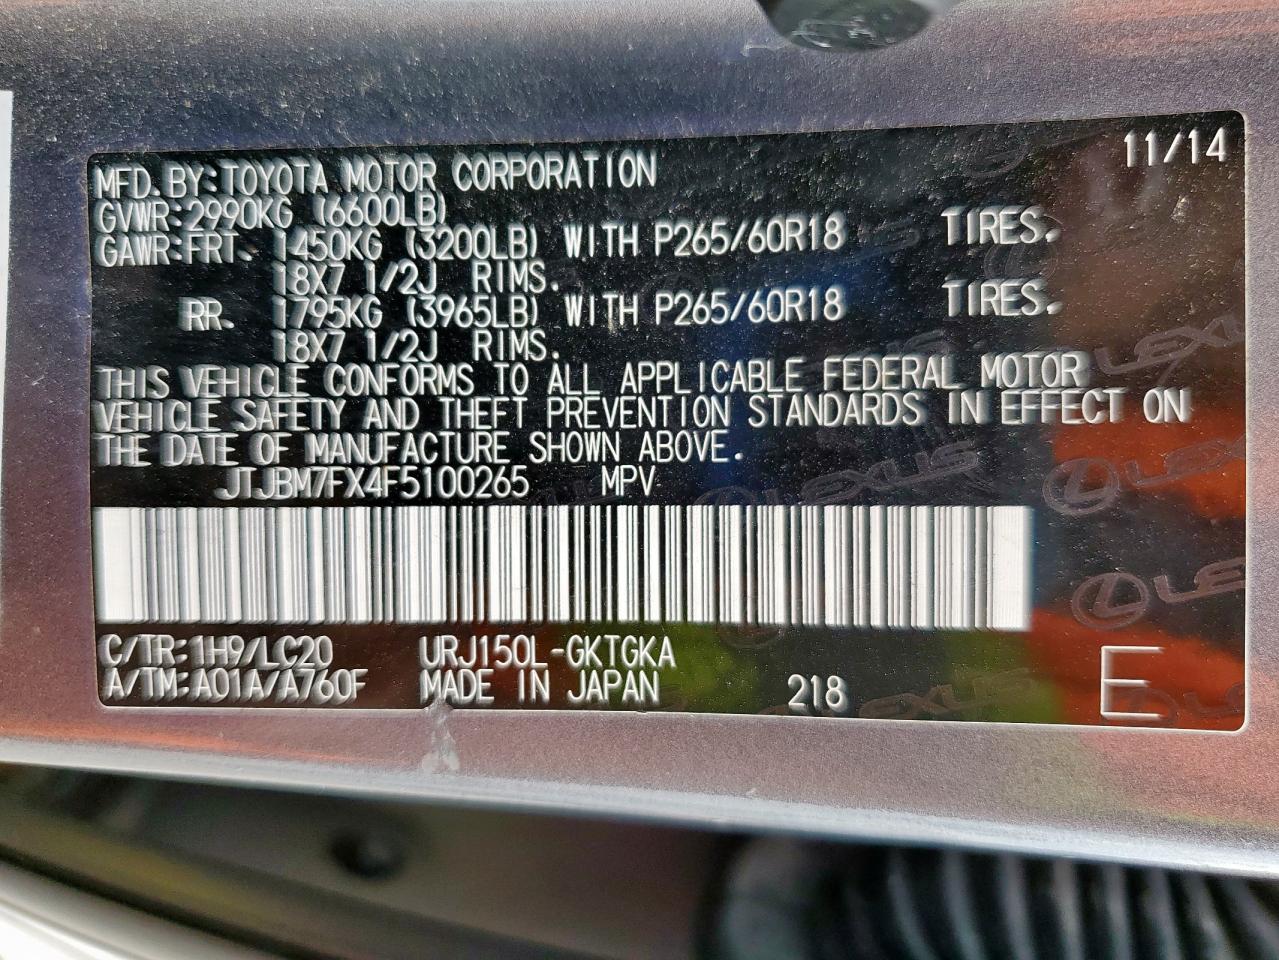 11/14
MFD.BY:TOYOTA MOTOR CORPORATION
GVWR:2990KG (6600LB)
GAWR:FRT. 1450KG (3200LB) WITH P265/60R18 TIRES.
18X7 1/2J RIMS.
RR. 1795KG (3965LB) WITH P265/60R18 TIRES.
18X7 1/2J RIMS.
THIS VEHICLE CONFORMS TO ALL APPLICABLE FEDERAL MOTOR
VEHICLE SAFETY AND THEFT PREVENTION STANDARDS IN EFFECT ON
THE DATE OF MANUFACTURE SHOWN ABOVE.
JTJBM7FX4F5100265 MPV
C/TR:1H9/LC20 URJ150L-GKTGKA
A/TM:A01A/A760F MADE IN JAPAN 218 E
LEXUS
LEXUS
LEXUS